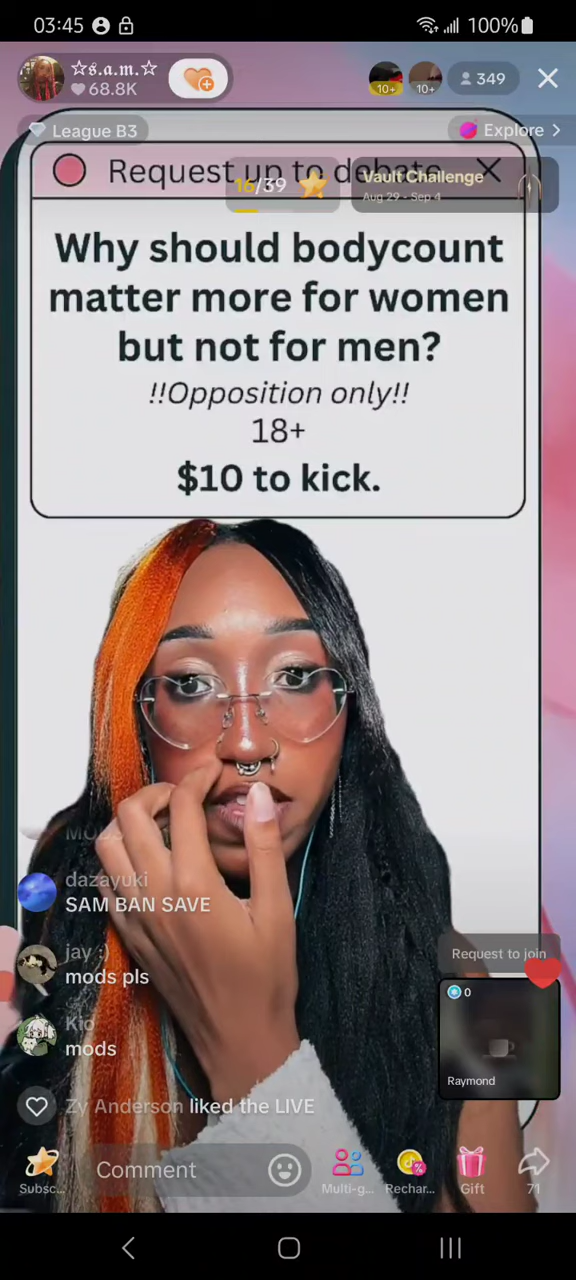 03:45
100%
☆𝖘.𝖆.𝖒.☆
68.8K
10+
10+
349
League B3
Explore >
Request up to debate
16/39
Vault Challenge
Aug 29 - Sep 4
Why should bodycount
matter more for women
but not for men?
!!Opposition only!!
18+
$10 to kick.
MODS
dazayuki
SAM BAN SAVE
jay :)
mods pls
Kio
mods
Zy Anderson liked the LIVE
Request to join
0
Raymond
Comment
Subsc...
Multi-g...
Rechar...
Gift
71